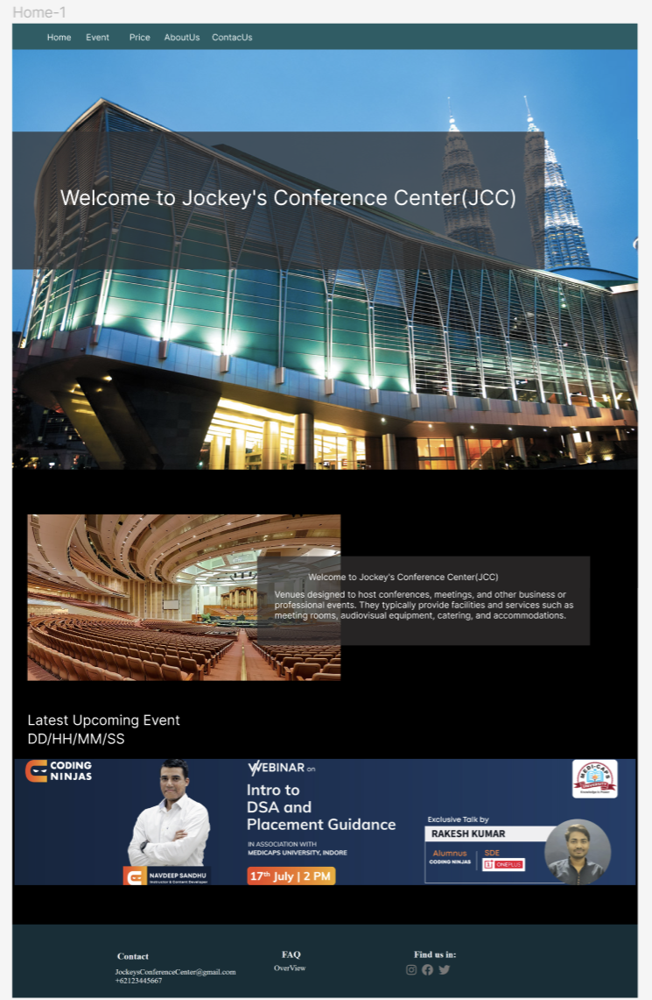 Home-1
Home Event Price AboutUs ContacUs
Welcome to Jockey's Conference Center(JCC)
Welcome to Jockey's Conference Center(JCC)
Venues designed to host conferences, meetings, and other business or
professional events. They typically provide facilities and services such as
meeting rooms, audiovisual equipment, catering, and accommodations.
Latest Upcoming Event
DD/HH/MM/SS
CODING
NINJAS
WEBINAR on
Intro to
DSA and
Placement Guidance
IN ASSOCIATION WITH
MEDICAPS UNIVERSITY, INDORE
17th July | 2 PM
NAVDEEP SANDHU
Instructor & Content Developer
MEDI-CAPS
UNIVERSITY
Knowledge is Power
Exclusive Talk by
RAKESH KUMAR
Alumnus SDE
CODING NINJAS ONEPLUS
Contact
JockeysConferenceCenter@gmail.com
+62123445667
FAQ
OverView
Find us in: